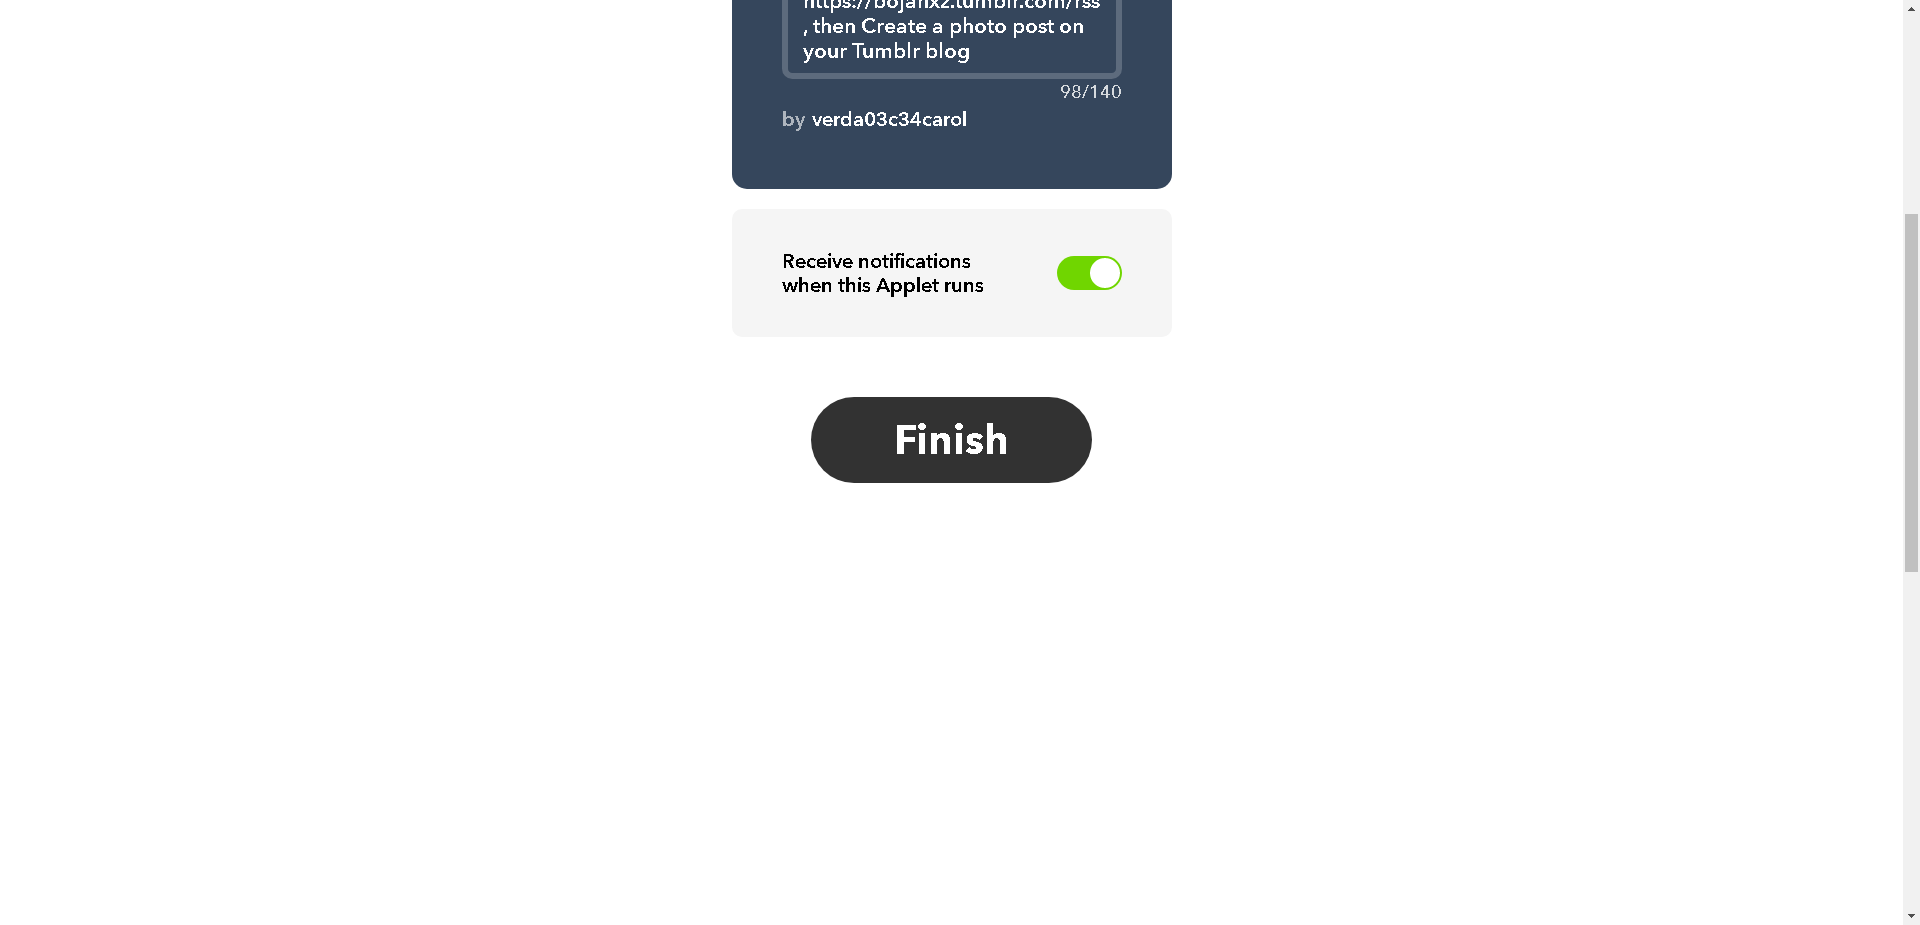 https://bojanxz.tumblr.com/rss
, then Create a photo post on
your Tumblr blog
98/140
by verda03c34carol
Receive notifications
when this Applet runs
Finish